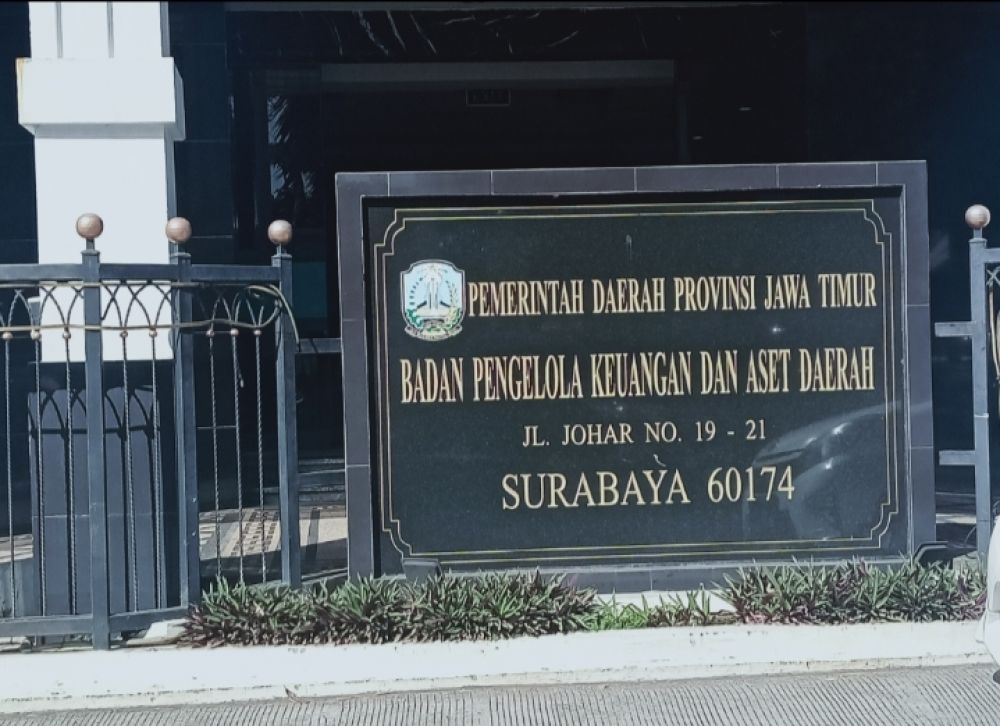 PEMERINTAH DAERAH PROVINSI JAWA TIMUR
BADAN PENGELOLA KEUANGAN DAN ASET DAERAH
JL. JOHAR NO. 19 - 21
SURABAYA 60174